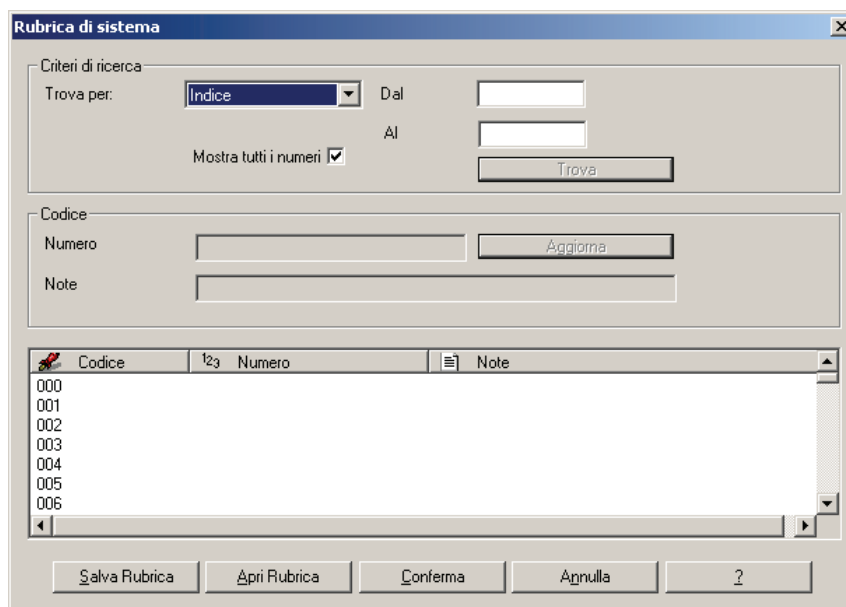 Rubrica di sistema
Criteri di ricerca
Trova per: Indice Dal
Al
Mostra tutti i numeri
Trova
Codice
Numero Aggiorna
Note
Codice 123 Numero Note
000
001
002
003
004
005
006
Salva Rubrica Apri Rubrica Conferma Annulla ?